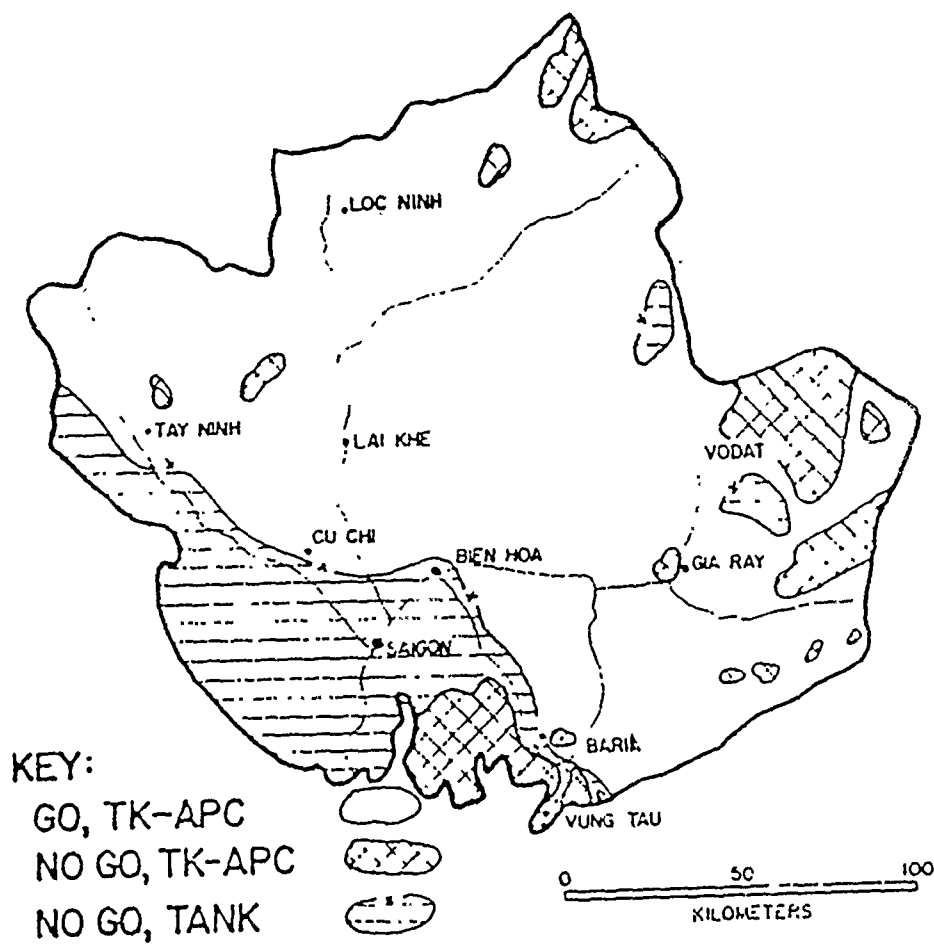 LOC NINH
TAY NINH
LAI KHE
VODAT
CU CHI
BIEN HOA
GIA RAY
SAIGON
BARIA
VUNG TAU
KEY:
GO, TK-APC
NO GO, TK-APC
NO GO, TANK
0 50 100
KILOMETERS